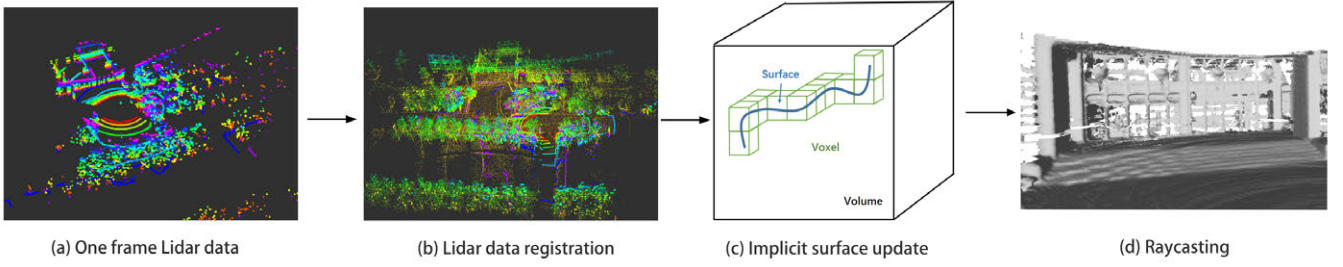 Surface
Voxel
Volume
(a) One frame Lidar data
(b) Lidar data registration
(c) Implicit surface update
(d) Raycasting